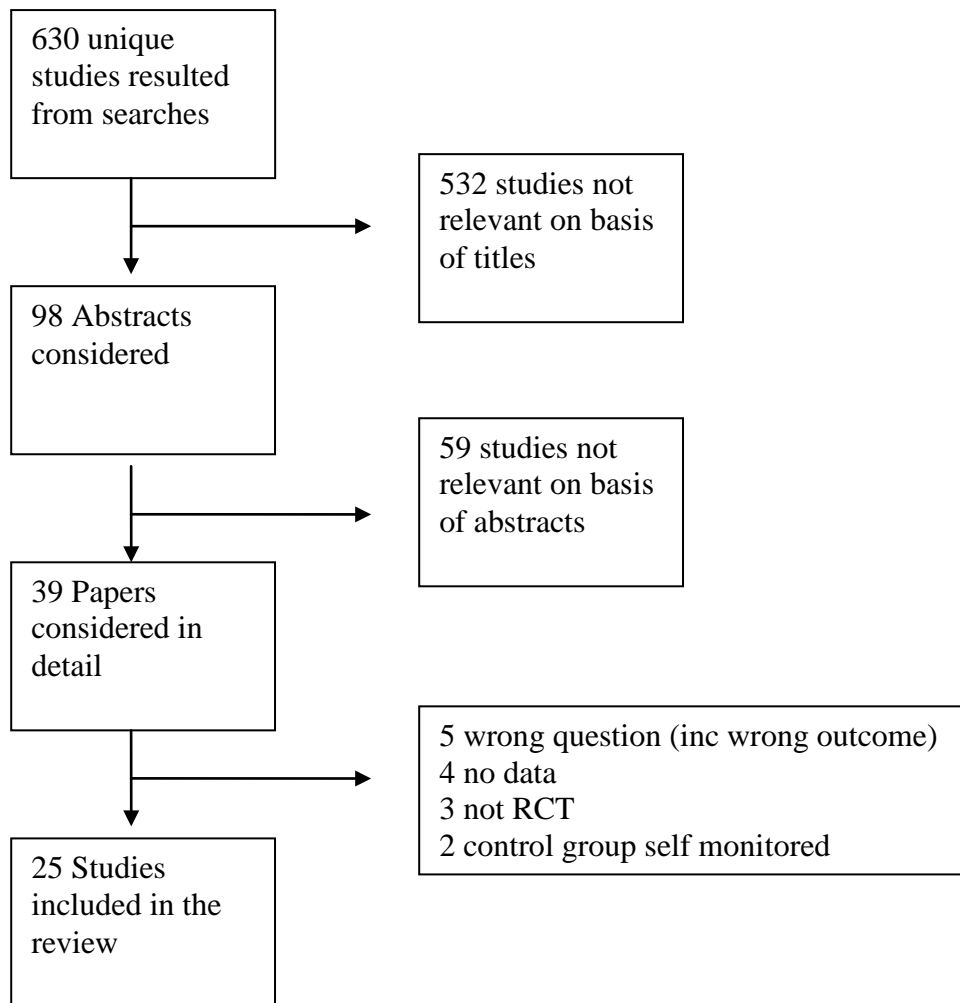 630 unique
studies resulted
from searches
532 studies not
relevant on basis
of titles
98 Abstracts
considered
59 studies not
relevant on basis
of abstracts
39 Papers
considered in
detail
5 wrong question (inc wrong outcome)
4 no data
3 not RCT
2 control group self monitored
25 Studies
included in the
review